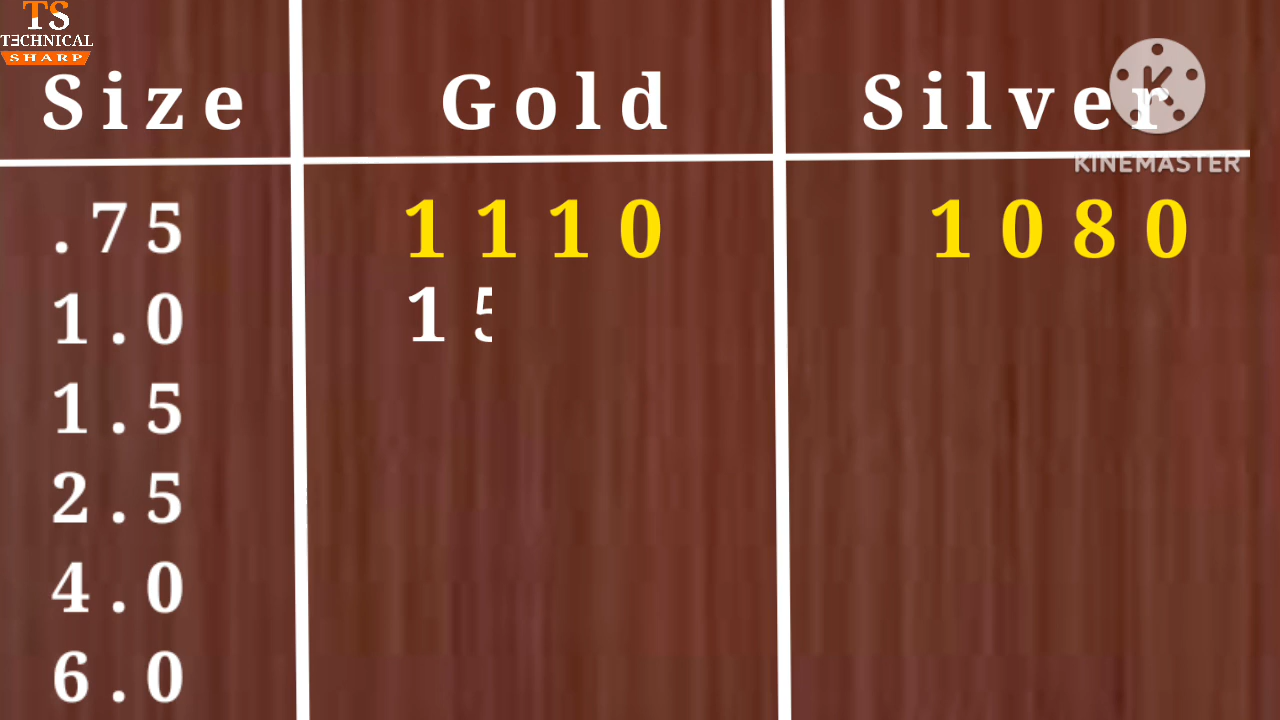 TS
TECHNICAL
SHARP
Size Gold Silver
KINEMASTER
.75 1110 1080
1.0 15
1.5
2.5
4.0
6.0